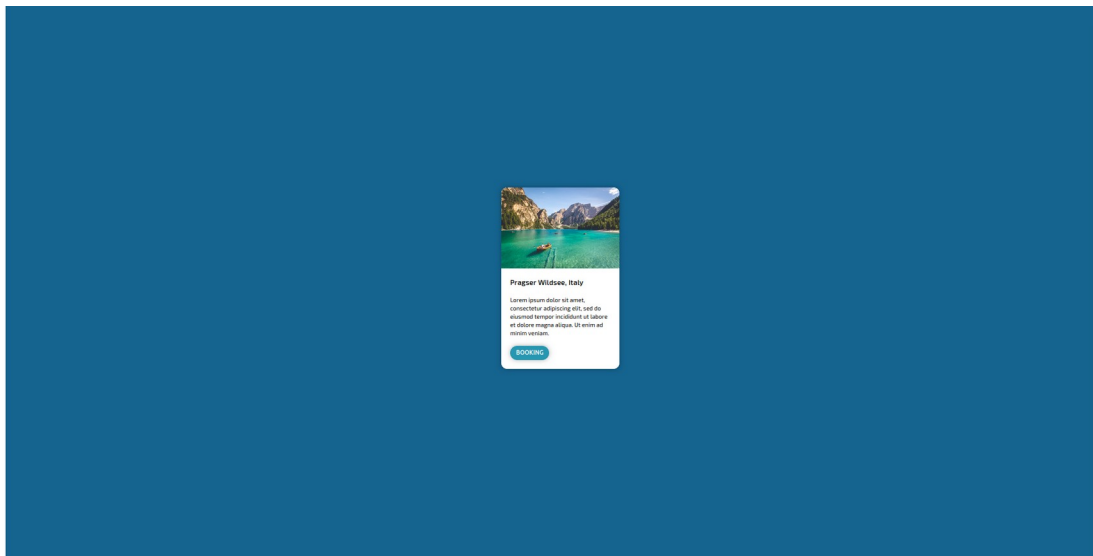 Pragser Wildsee, Italy
Lorem ipsum dolor sit amet,
consectetur adipiscing elit, sed do
eiusmod tempor incididunt ut labore
et dolore magna aliqua. Ut enim ad
minim veniam.
BOOKING